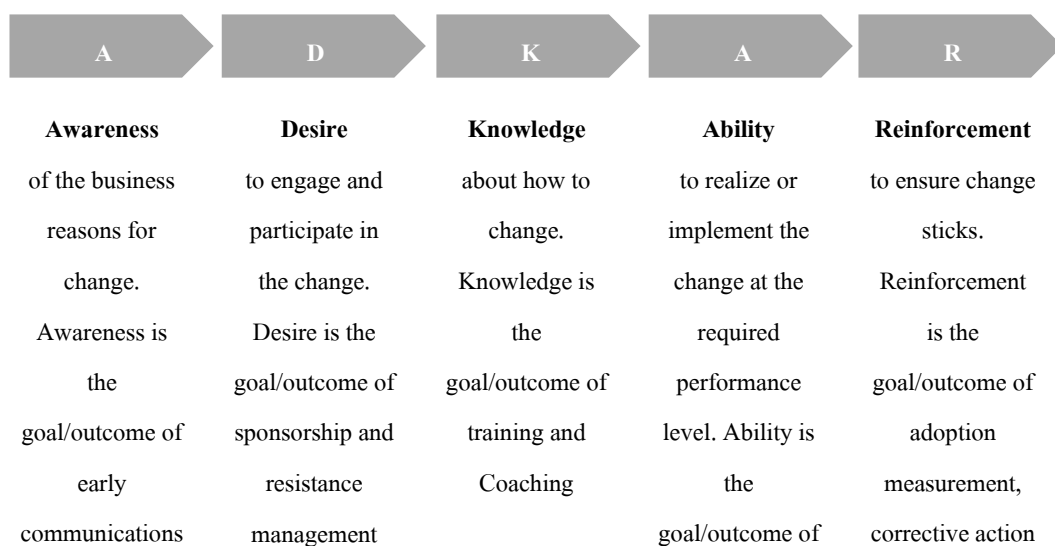 A
D
K
A
R
Awareness
of the business
reasons for
change.
Awareness is
the
goal/outcome of
early
communications
Desire
to engage and
participate in
the change.
Desire is the
goal/outcome of
sponsorship and
resistance
management
Knowledge
about how to
change.
Knowledge is
the
goal/outcome of
training and
Coaching
Ability
to realize or
implement the
change at the
required
performance
level. Ability is
the
goal/outcome of
Reinforcement
to ensure change
sticks.
Reinforcement
is the
goal/outcome of
adoption
measurement,
corrective action